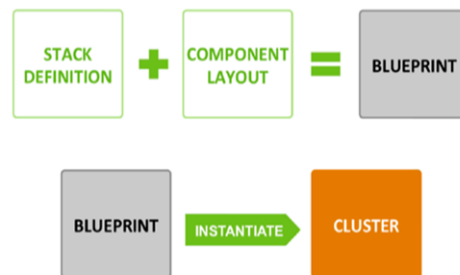 STACK
DEFINITION
+
COMPONENT
LAYOUT
=
BLUEPRINT
BLUEPRINT
INSTANTIATE
CLUSTER